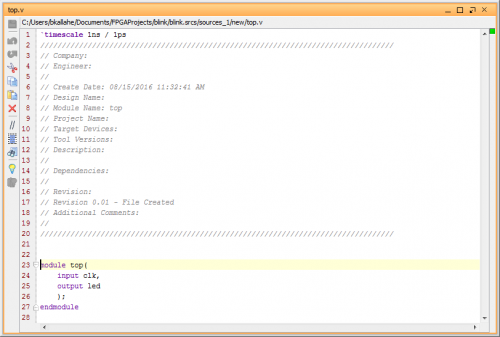 top.v
C:/Users/bkallahe/Documents/FPGAProjects/blink/blink.srcs/sources_1/new/top.v
1 `timescale 1ns / 1ps
2 //////////////////////////////////////////////////////////////////////////////////
3 // Company:
4 // Engineer:
5 //
6 // Create Date: 08/15/2016 11:32:41 AM
7 // Design Name:
8 // Module Name: top
9 // Project Name:
10 // Target Devices:
11 // Tool Versions:
12 // Description:
13 //
14 // Dependencies:
15 //
16 // Revision:
17 // Revision 0.01 - File Created
18 // Additional Comments:
19 //
20 //////////////////////////////////////////////////////////////////////////////////
21
22
23 module top(
24 input clk,
25 output led
26 );
27 endmodule
28